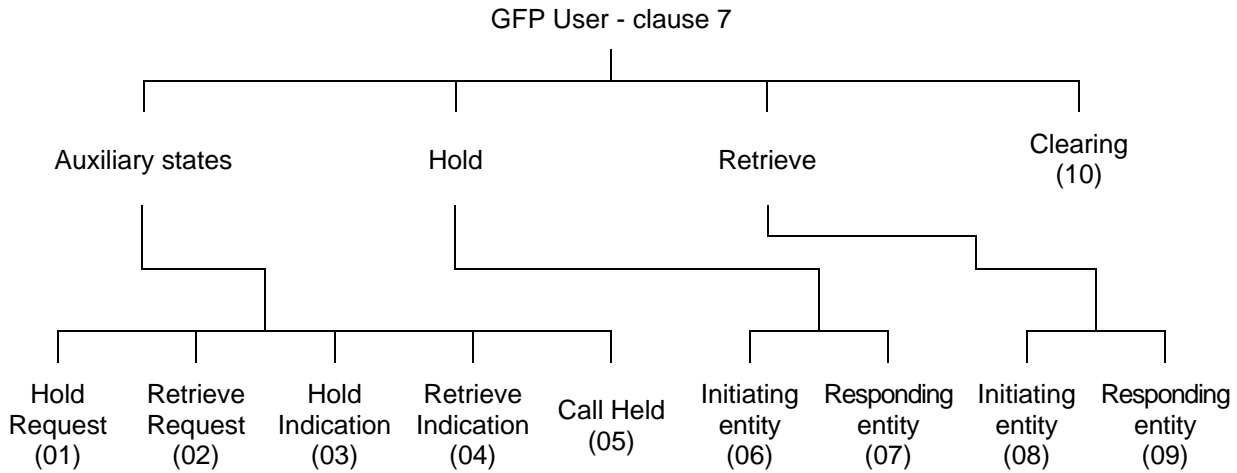 GFP User - clause 7
Auxiliary states
Hold
Retrieve
Clearing
(10)
Hold
Request
(01)
Retrieve
Request
(02)
Hold
Indication
(03)
Retrieve
Indication
(04)
Call Held
(05)
Initiating
entity
(06)
Responding
entity
(07)
Initiating
entity
(08)
Responding
entity
(09)